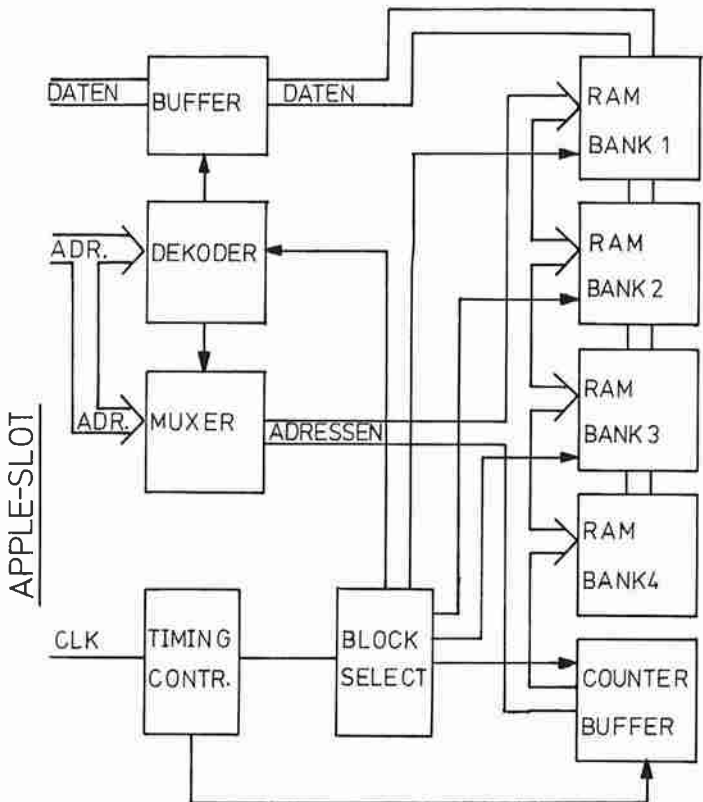 DATEN
BUFFER
DATEN
RAM
BANK 1
ADR.
DEKODER
RAM
BANK 2
ADR.
MUXER
ADRESSEN
RAM
BANK 3
APPLE-SLOT
RAM
BANK4
CLK
TIMING
CONTR.
BLOCK
SELECT
COUNTER
BUFFER